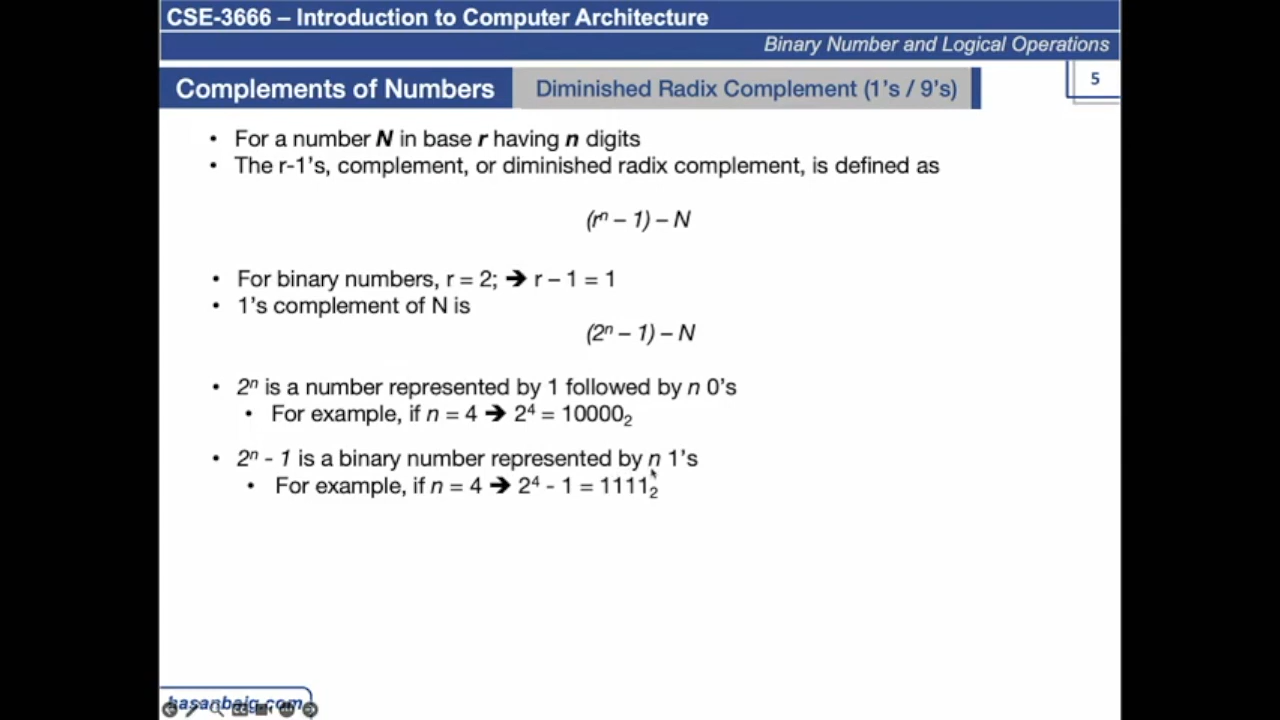 CSE-3666 – Introduction to Computer Architecture
Binary Number and Logical Operations
Complements of Numbers
Diminished Radix Complement (1's / 9's)
5
• For a number N in base r having n digits
• The r-1's, complement, or diminished radix complement, is defined as
(rⁿ – 1) – N
• For binary numbers, r = 2; ➔ r – 1 = 1
• 1's complement of N is
(2ⁿ – 1) – N
• 2ⁿ is a number represented by 1 followed by n 0's
• For example, if n = 4 ➔ 2⁴ = 10000₂
• 2ⁿ - 1 is a binary number represented by n 1's
• For example, if n = 4 ➔ 2⁴ - 1 = 1111₂
hasanbaig.com